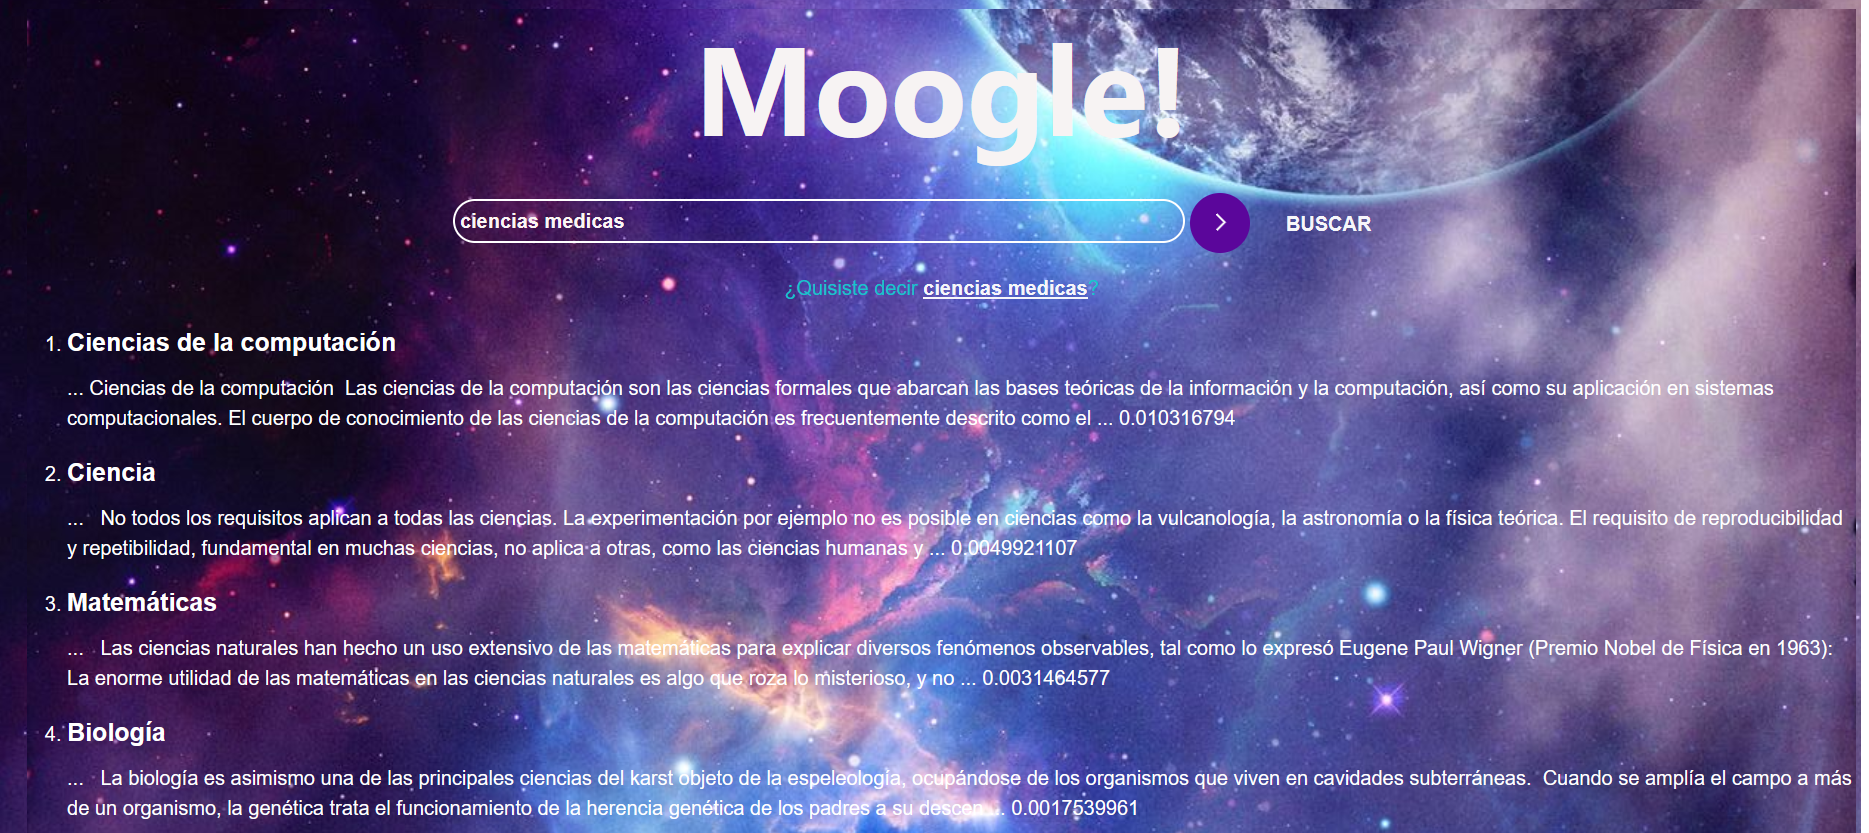 Moogle!
ciencias medicas
BUSCAR
¿Quisiste decir ciencias medicas?
1. Ciencias de la computación
... Ciencias de la computación  Las ciencias de la computación son las ciencias formales que abarcan las bases teóricas de la información y la computación, así como su aplicación en sistemas
computacionales. El cuerpo de conocimiento de las ciencias de la computación es frecuentemente descrito como el ... 0.010316794
2. Ciencia
...   No todos los requisitos aplican a todas las ciencias. La experimentación por ejemplo no es posible en ciencias como la vulcanología, la astronomía o la física teórica. El requisito de reproducibilidad
y repetibilidad, fundamental en muchas ciencias, no aplica a otras, como las ciencias humanas y ... 0.0049921107
3. Matemáticas
...   Las ciencias naturales han hecho un uso extensivo de las matemáticas para explicar diversos fenómenos observables, tal como lo expresó Eugene Paul Wigner (Premio Nobel de Física en 1963):
La enorme utilidad de las matemáticas en las ciencias naturales es algo que roza lo misterioso, y no ... 0.0031464577
4. Biología
...   La biología es asimismo una de las principales ciencias del karst objeto de la espeleología, ocupándose de los organismos que viven en cavidades subterráneas.  Cuando se amplía el campo a más
de un organismo, la genética trata el funcionamiento de la herencia genética de los padres a su descen ... 0.0017539961